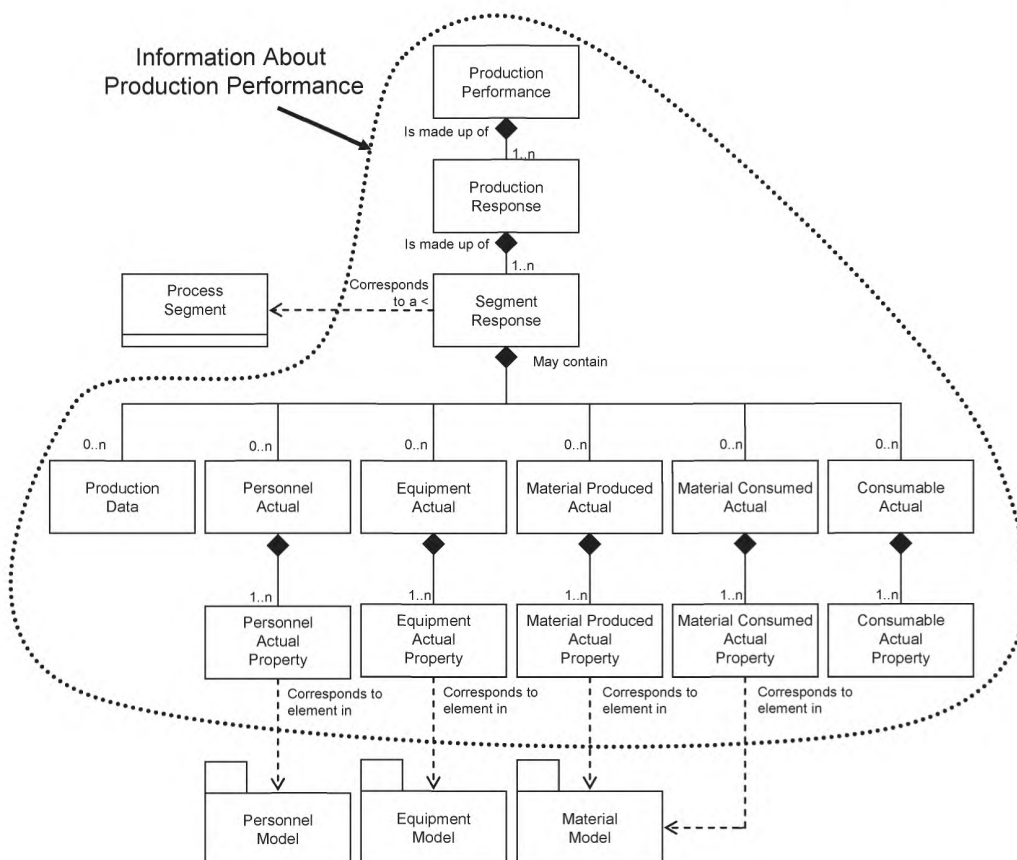 Information About
Production Performance
Production
Performance
Is made up of
1..n
Production
Response
Is made up of
1..n
Process
Segment
Corresponds
to a <
Segment
Response
May contain
0..n
0..n
0..n
0..n
0..n
0..n
Production
Data
Personnel
Actual
Equipment
Actual
Material Produced
Actual
Material Consumed
Actual
Consumable
Actual
1..n
1..n
1..n
1..n
1..n
Personnel
Actual
Property
Equipment
Actual
Property
Material Produced
Actual
Property
Material Consumed
Actual
Property
Consumable
Actual
Property
Corresponds to
element in
Corresponds to
element in
Corresponds to
element in
Corresponds to
element in
Personnel
Model
Equipment
Model
Material
Model